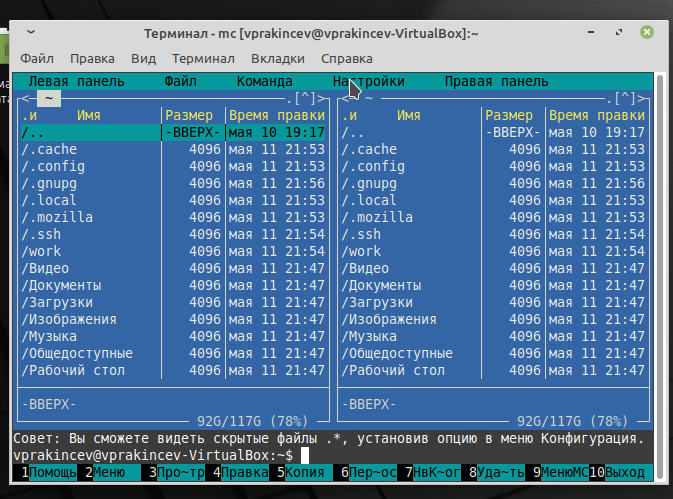 Терминал - mc [vprakincev@vprakincev-VirtualBox]:~
Файл Правка Вид Терминал Вкладки Справка
Левая панель Файл Команда Настройки Правая панель
<─ ~ ─.[^]> <─ ~ ─.[^]>
.и Имя Размер Время правки .и Имя Размер Время правки
/.. -ВВЕРХ- мая 10 19:17 /.. -ВВЕРХ- мая 10 19:17
/.cache 4096 мая 11 21:53 /.cache 4096 мая 11 21:53
/.config 4096 мая 11 21:53 /.config 4096 мая 11 21:53
/.gnupg 4096 мая 11 21:56 /.gnupg 4096 мая 11 21:56
/.local 4096 мая 11 21:53 /.local 4096 мая 11 21:53
/.mozilla 4096 мая 11 21:53 /.mozilla 4096 мая 11 21:53
/.ssh 4096 мая 11 21:54 /.ssh 4096 мая 11 21:54
/work 4096 мая 11 21:54 /work 4096 мая 11 21:54
/Видео 4096 мая 11 21:47 /Видео 4096 мая 11 21:47
/Документы 4096 мая 11 21:47 /Документы 4096 мая 11 21:47
/Загрузки 4096 мая 11 21:47 /Загрузки 4096 мая 11 21:47
/Изображения 4096 мая 11 21:47 /Изображения 4096 мая 11 21:47
/Музыка 4096 мая 11 21:47 /Музыка 4096 мая 11 21:47
/Общедоступные 4096 мая 11 21:47 /Общедоступные 4096 мая 11 21:47
/Рабочий стол 4096 мая 11 21:47 /Рабочий стол 4096 мая 11 21:47
-ВВЕРХ- -ВВЕРХ-
92G/117G (78%) 92G/117G (78%)
Совет: Вы сможете видеть скрытые файлы .*, установив опцию в меню Конфигурация.
vprakincev@vprakincev-VirtualBox:~$
1Помощь 2Меню 3Про~тр 4Правка 5Копия 6Пер~ос 7НвК~ог 8Уда~ть 9МенюМС 10Выход